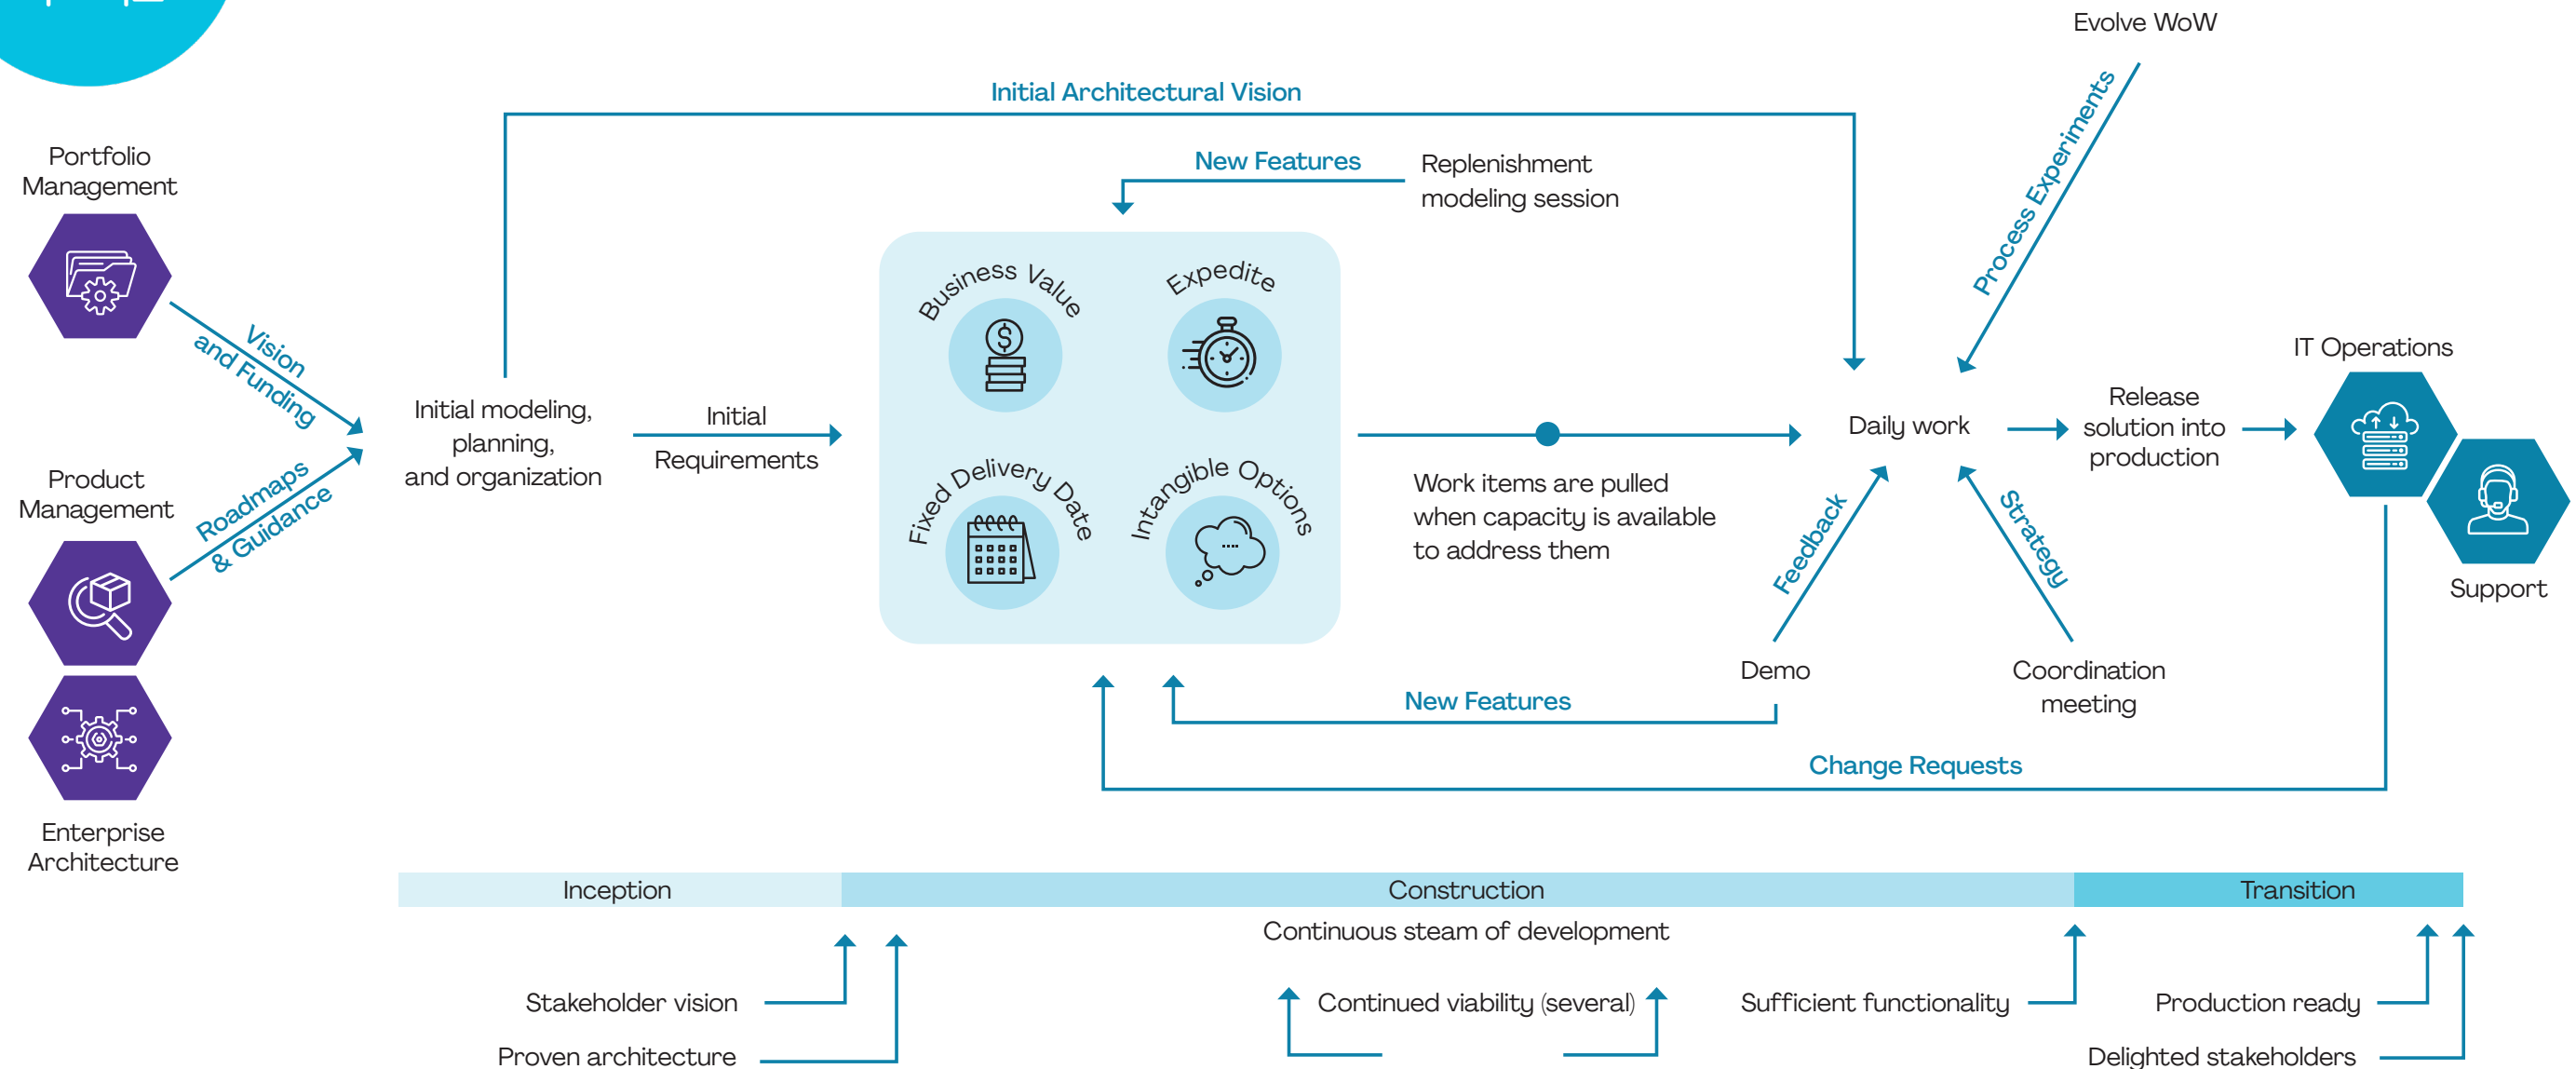 Evolve WoW
Process Experiments
Initial Architectural Vision
New Features
Replenishment
modeling session
Portfolio
Management
Vision
and Funding
Product
Management
Roadmaps
& Guidance
Enterprise
Architecture
Initial modeling,
planning,
and organization
Initial
Requirements
Business Value
Expedite
Fixed Delivery Date
Intangible Options
Work items are pulled
when capacity is available
to address them
Daily work
Release
solution into
production
IT Operations
Support
Feedback
Strategy
Demo
Coordination
meeting
New Features
Change Requests
Inception
Construction
Transition
Continuous steam of development
Stakeholder vision
Continued viability (several)
Sufficient functionality
Production ready
Proven architecture
Delighted stakeholders